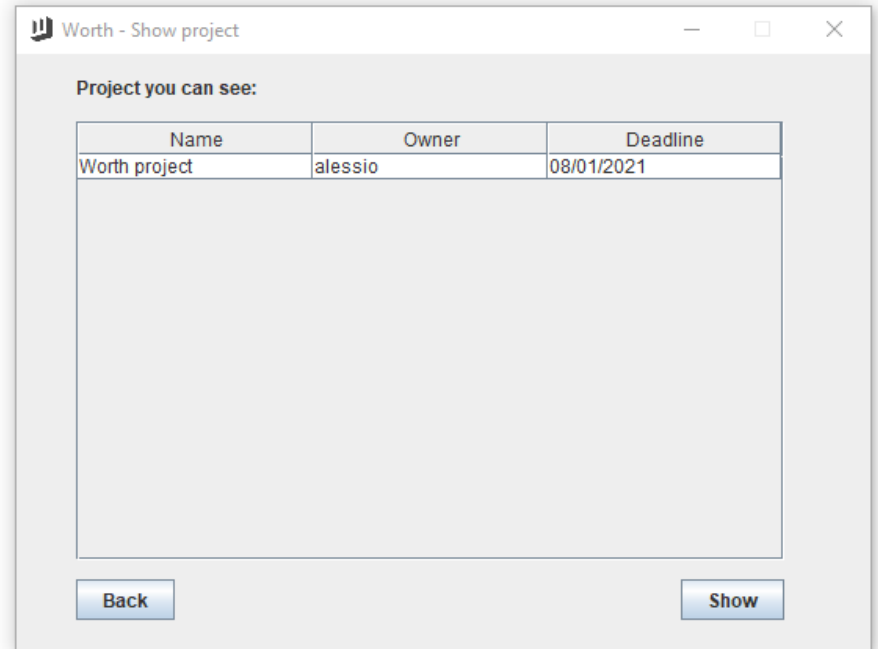 Worth - Show project
Project you can see:
Name Owner Deadline
Worth project alessio 08/01/2021
Back Show